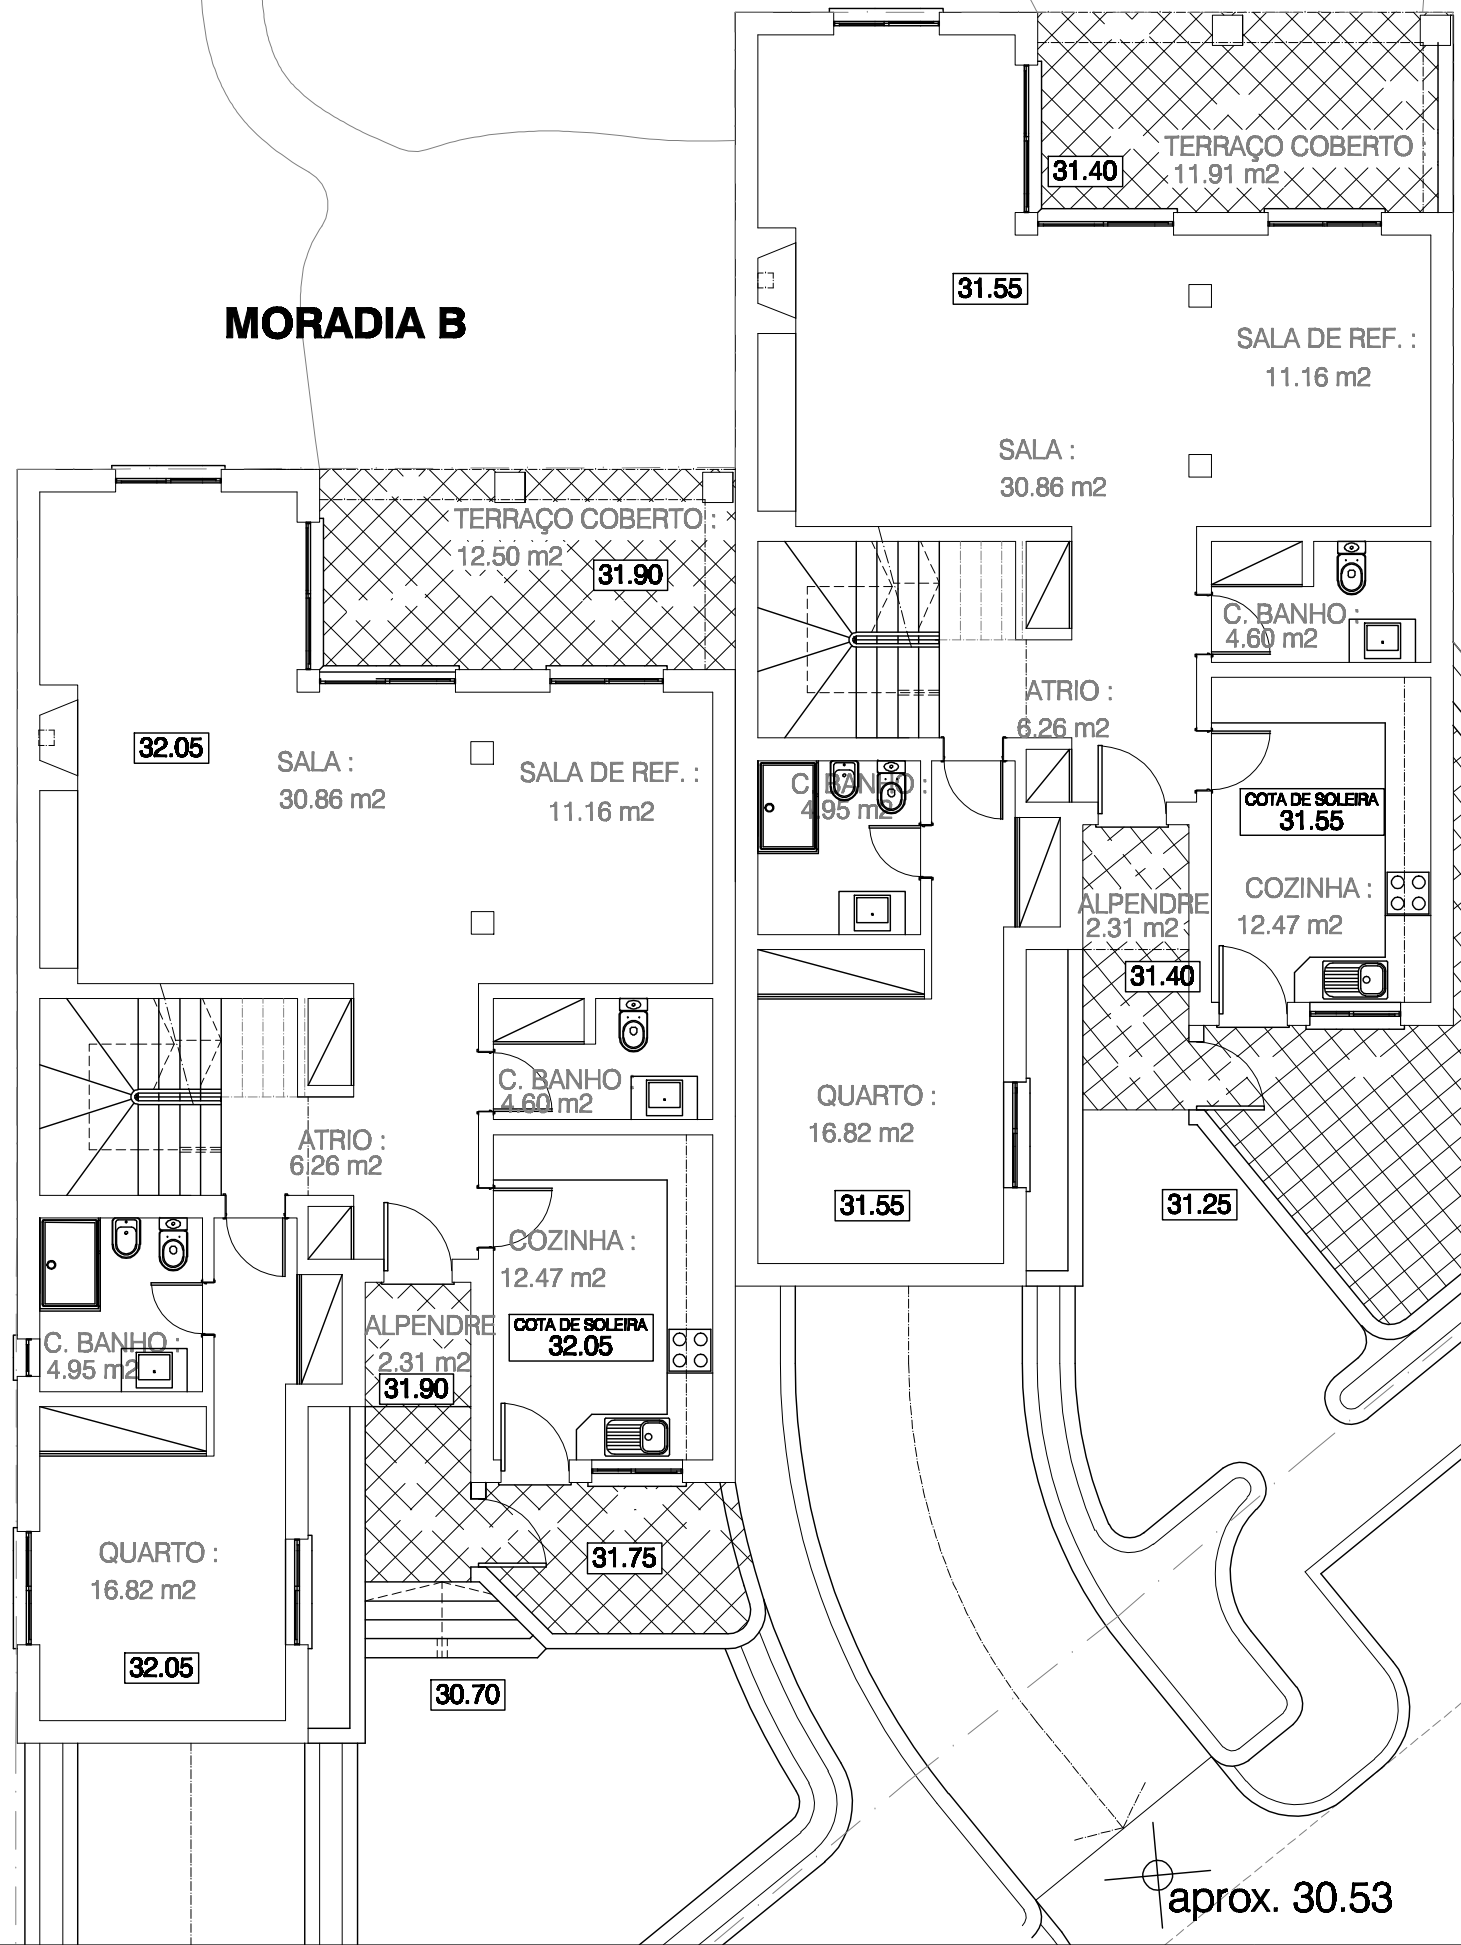 TERRAÇO COBERTO :
11.91 m2
31.40
31.55
MORADIA B
SALA DE REF. :
11.16 m2
SALA :
30.86 m2
TERRAÇO COBERTO :
12.50 m2
31.90
C. BANHO :
4.60 m2
ATRIO :
6.26 m2
32.05
SALA :
30.86 m2
SALA DE REF. :
11.16 m2
C. BANHO :
4.95 m2
COTA DE SOLEIRA
31.55
ALPENDRE
2.31 m2
COZINHA :
12.47 m2
31.40
C. BANHO :
4.60 m2
QUARTO :
16.82 m2
ATRIO :
6.26 m2
31.55
31.25
COZINHA :
12.47 m2
ALPENDRE
2.31 m2
COTA DE SOLEIRA
32.05
C. BANHO :
4.95 m2
31.90
QUARTO :
16.82 m2
31.75
32.05
30.70
aprox. 30.53